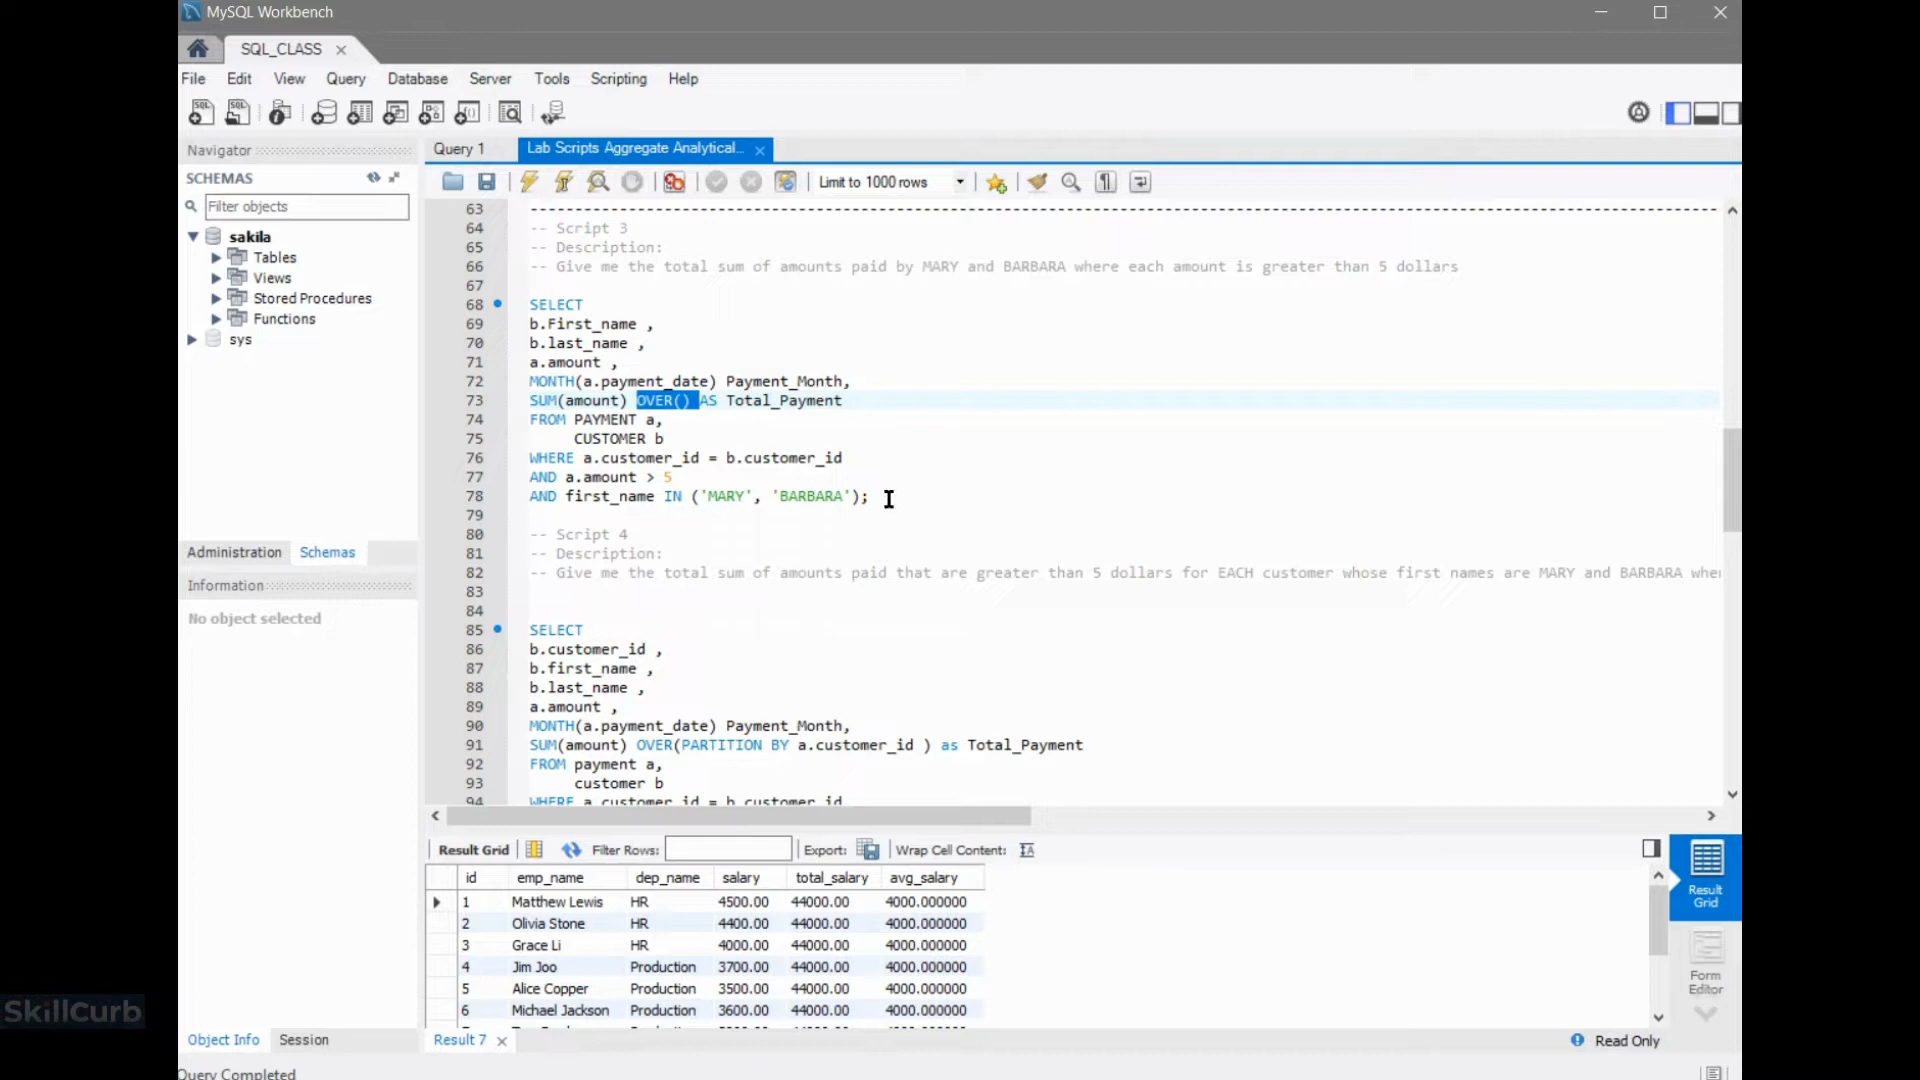 MySQL Workbench
SQL_CLASS
File Edit View Query Database Server Tools Scripting Help
Navigator
SCHEMAS
Filter objects
sakila
Tables
Views
Stored Procedures
Functions
sys
Administration Schemas
Information
No object selected
Object Info Session
Query Completed
Query 1 Lab Scripts Aggregate Analytical...
Limit to 1000 rows
63 --------------------------------------------------------------------------------
64 -- Script 3
65 -- Description:
66 -- Give me the total sum of amounts paid by MARY and BARBARA where each amount is greater than 5 dollars
67
68 SELECT
69 b.First_name ,
70 b.last_name ,
71 a.amount ,
72 MONTH(a.payment_date) Payment_Month,
73 SUM(amount) OVER() AS Total_Payment
74 FROM PAYMENT a,
75 CUSTOMER b
76 WHERE a.customer_id = b.customer_id
77 AND a.amount > 5
78 AND first_name IN ('MARY', 'BARBARA');
79
80 -- Script 4
81 -- Description:
82 -- Give me the total sum of amounts paid that are greater than 5 dollars for EACH customer whose first names are MARY and BARBARA wher
83
84
85 SELECT
86 b.customer_id ,
87 b.first_name ,
88 b.last_name ,
89 a.amount ,
90 MONTH(a.payment_date) Payment_Month,
91 SUM(amount) OVER(PARTITION BY a.customer_id ) as Total_Payment
92 FROM payment a,
93 customer b
94 WHERE a.customer_id = b.customer_id
Result Grid Filter Rows: Export: Wrap Cell Content:
id emp_name dep_name salary total_salary avg_salary
1 Matthew Lewis HR 4500.00 44000.00 4000.000000
2 Olivia Stone HR 4400.00 44000.00 4000.000000
3 Grace Li HR 4000.00 44000.00 4000.000000
4 Jim Joo Production 3700.00 44000.00 4000.000000
5 Alice Copper Production 3500.00 44000.00 4000.000000
6 Michael Jackson Production 3600.00 44000.00 4000.000000
Result 7
Read Only
Result
Grid
Form
Editor
SkillCurb